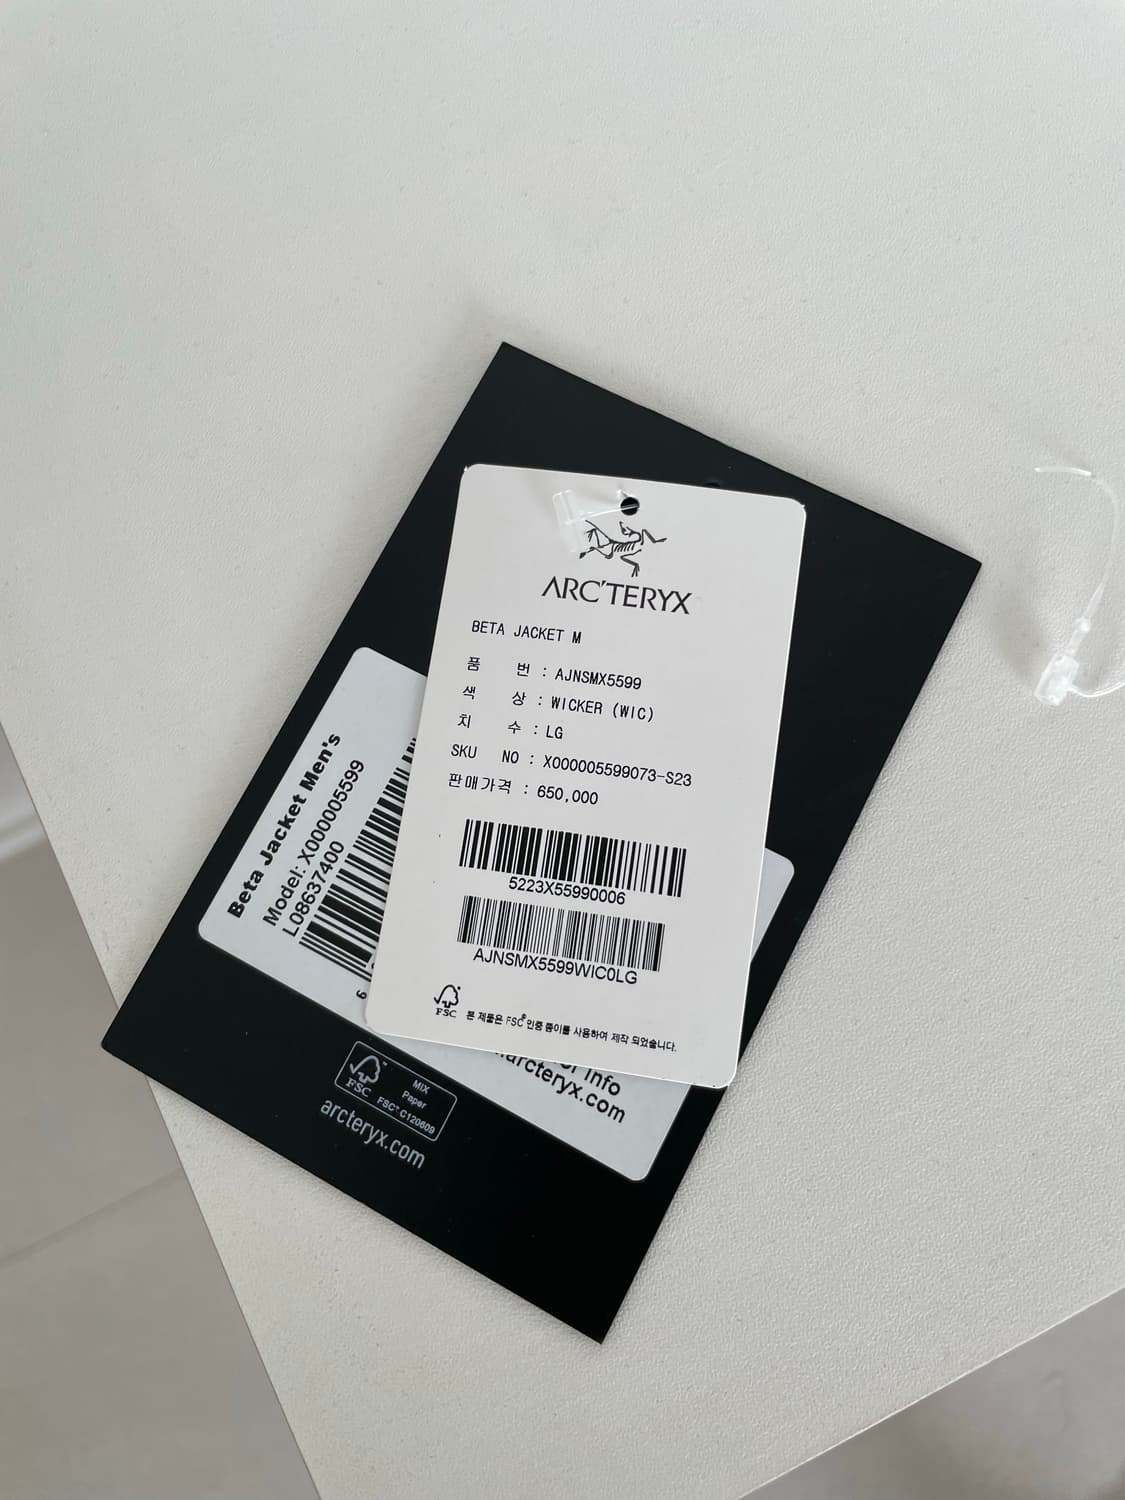 ARC'TERYX
BETA JACKET M
품 번 : AJNSMX5599
색 상 : WICKER (WIC)
치 수 : LG
SKU NO : X000005599073-S23
판매가격 : 650,000
5223X55990006
AJNSMX5599WIC0LG
FSC 본 제품은 FSC® 인증 종이를 사용하여 제작 되었습니다.
Beta Jacket Men's
Model: X000005599
L08637400
6
info
arcteryx.com
FSC™
MIX
Paper
FSC® C120609
arcteryx.com